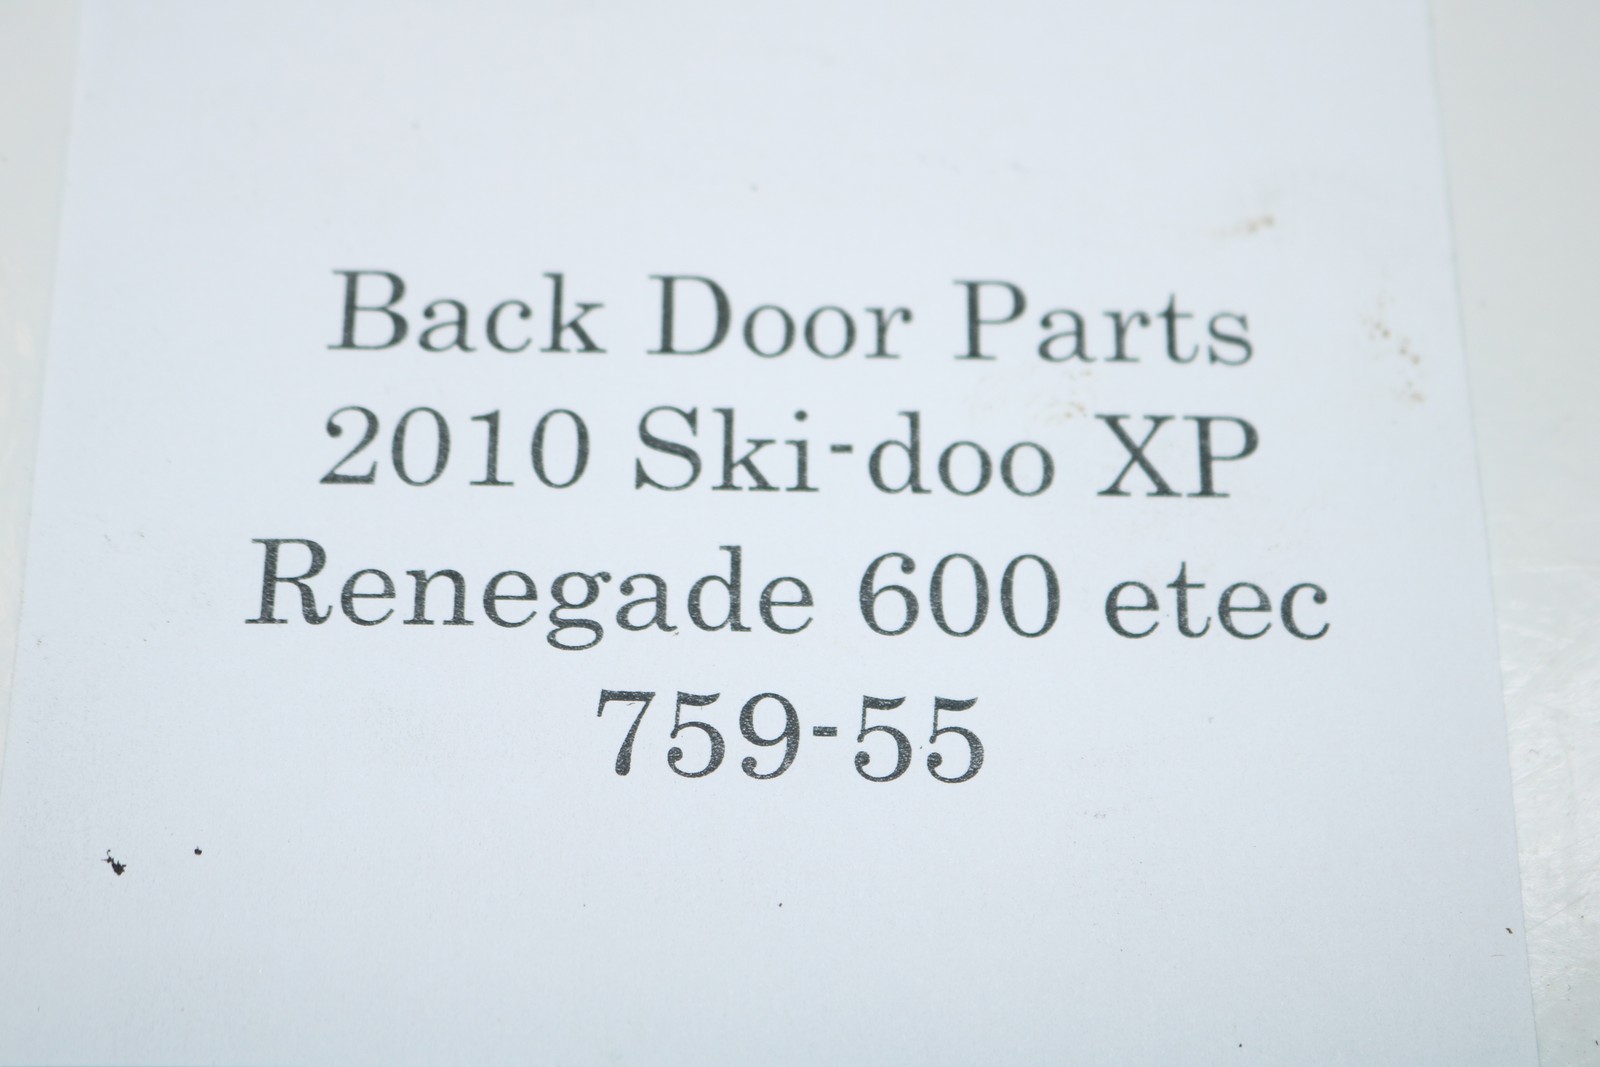 Back Door Parts
2010 Ski-doo XP
Renegade 600 etec
759-55